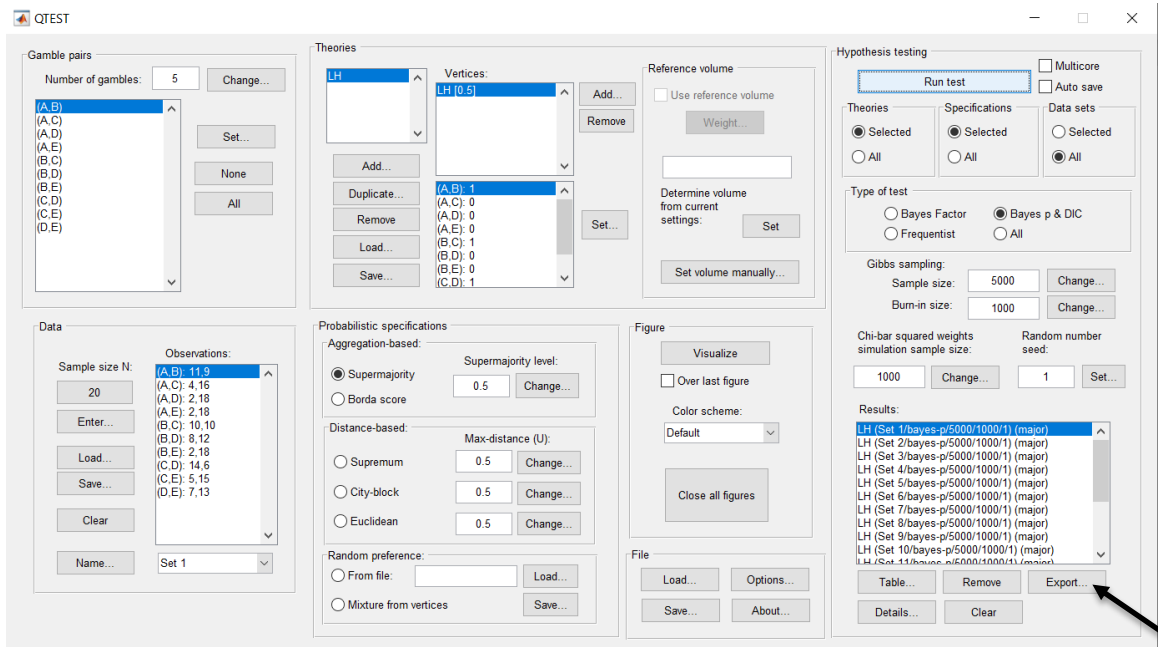 QTEST
Gamble pairs
Number of gambles: 5 Change...
(A,B)
(A,C)
(A,D)
(A,E)
(B,C)
(B,D)
(B,E)
(C,D)
(C,E)
(D,E)
Set...
None
All
Theories
LH
Add...
Duplicate...
Remove
Load...
Save...
Vertices:
LH [0.5]
Add...
Remove
(A,B): 1
(A,C): 0
(A,D): 0
(A,E): 0
(B,C): 1
(B,D): 0
(B,E): 0
(C,D): 1
Set...
Reference volume
Use reference volume
Weight...
Determine volume
from current
settings:
Set
Set volume manually...
Hypothesis testing
Run test
Multicore
Auto save
Theories
Selected
All
Specifications
Selected
All
Data sets
Selected
All
Type of test
Bayes Factor Bayes p & DIC
Frequentist All
Gibbs sampling:
Sample size: 5000 Change...
Burn-in size: 1000 Change...
Chi-bar squared weights
simulation sample size:
1000 Change...
Random number
seed:
1 Set...
Results:
LH (Set 1/bayes-p/5000/1000/1) (major)
LH (Set 2/bayes-p/5000/1000/1) (major)
LH (Set 3/bayes-p/5000/1000/1) (major)
LH (Set 4/bayes-p/5000/1000/1) (major)
LH (Set 5/bayes-p/5000/1000/1) (major)
LH (Set 6/bayes-p/5000/1000/1) (major)
LH (Set 7/bayes-p/5000/1000/1) (major)
LH (Set 8/bayes-p/5000/1000/1) (major)
LH (Set 9/bayes-p/5000/1000/1) (major)
LH (Set 10/bayes-p/5000/1000/1) (major)
LH (Set 11/bayes-p/5000/1000/1) (major)
Table... Remove Export...
Details... Clear
Data
Sample size N:
20
Enter...
Load...
Save...
Clear
Name... Set 1
Observations:
(A,B): 11,9
(A,C): 4,16
(A,D): 2,18
(A,E): 2,18
(B,C): 10,10
(B,D): 8,12
(B,E): 2,18
(C,D): 14,6
(C,E): 5,15
(D,E): 7,13
Probabilistic specifications
Aggregation-based:
Supermajority level:
Supermajority 0.5 Change...
Borda score
Distance-based:
Max-distance (U):
Supremum 0.5 Change...
City-block 0.5 Change...
Euclidean 0.5 Change...
Random preference:
From file: Load...
Mixture from vertices Save...
Figure
Visualize
Over last figure
Color scheme:
Default
Close all figures
File
Load... Options...
Save... About...